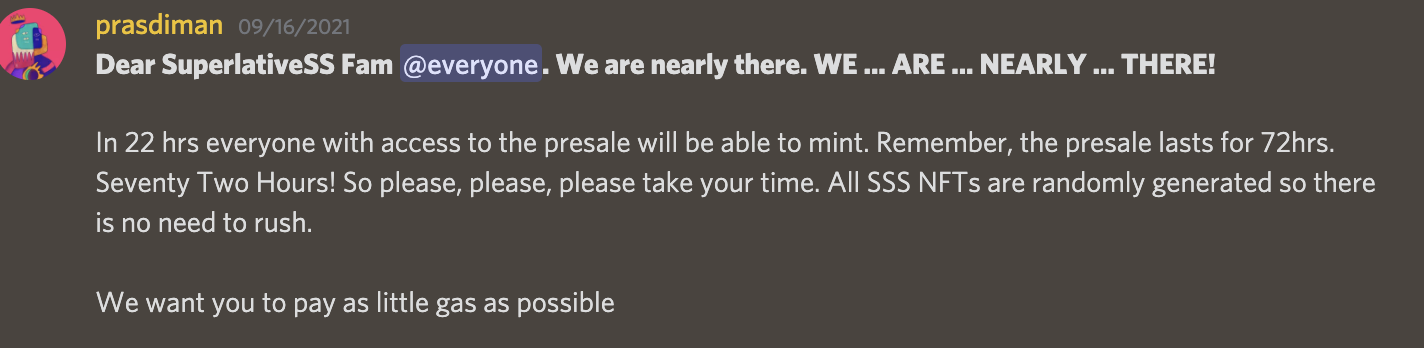 prasdiman 09/16/2021
Dear SuperlativeSS Fam @everyone. We are nearly there. WE ... ARE ... NEARLY ... THERE!
In 22 hrs everyone with access to the presale will be able to mint. Remember, the presale lasts for 72hrs.
Seventy Two Hours! So please, please, please take your time. All SSS NFTs are randomly generated so there
is no need to rush.
We want you to pay as little gas as possible